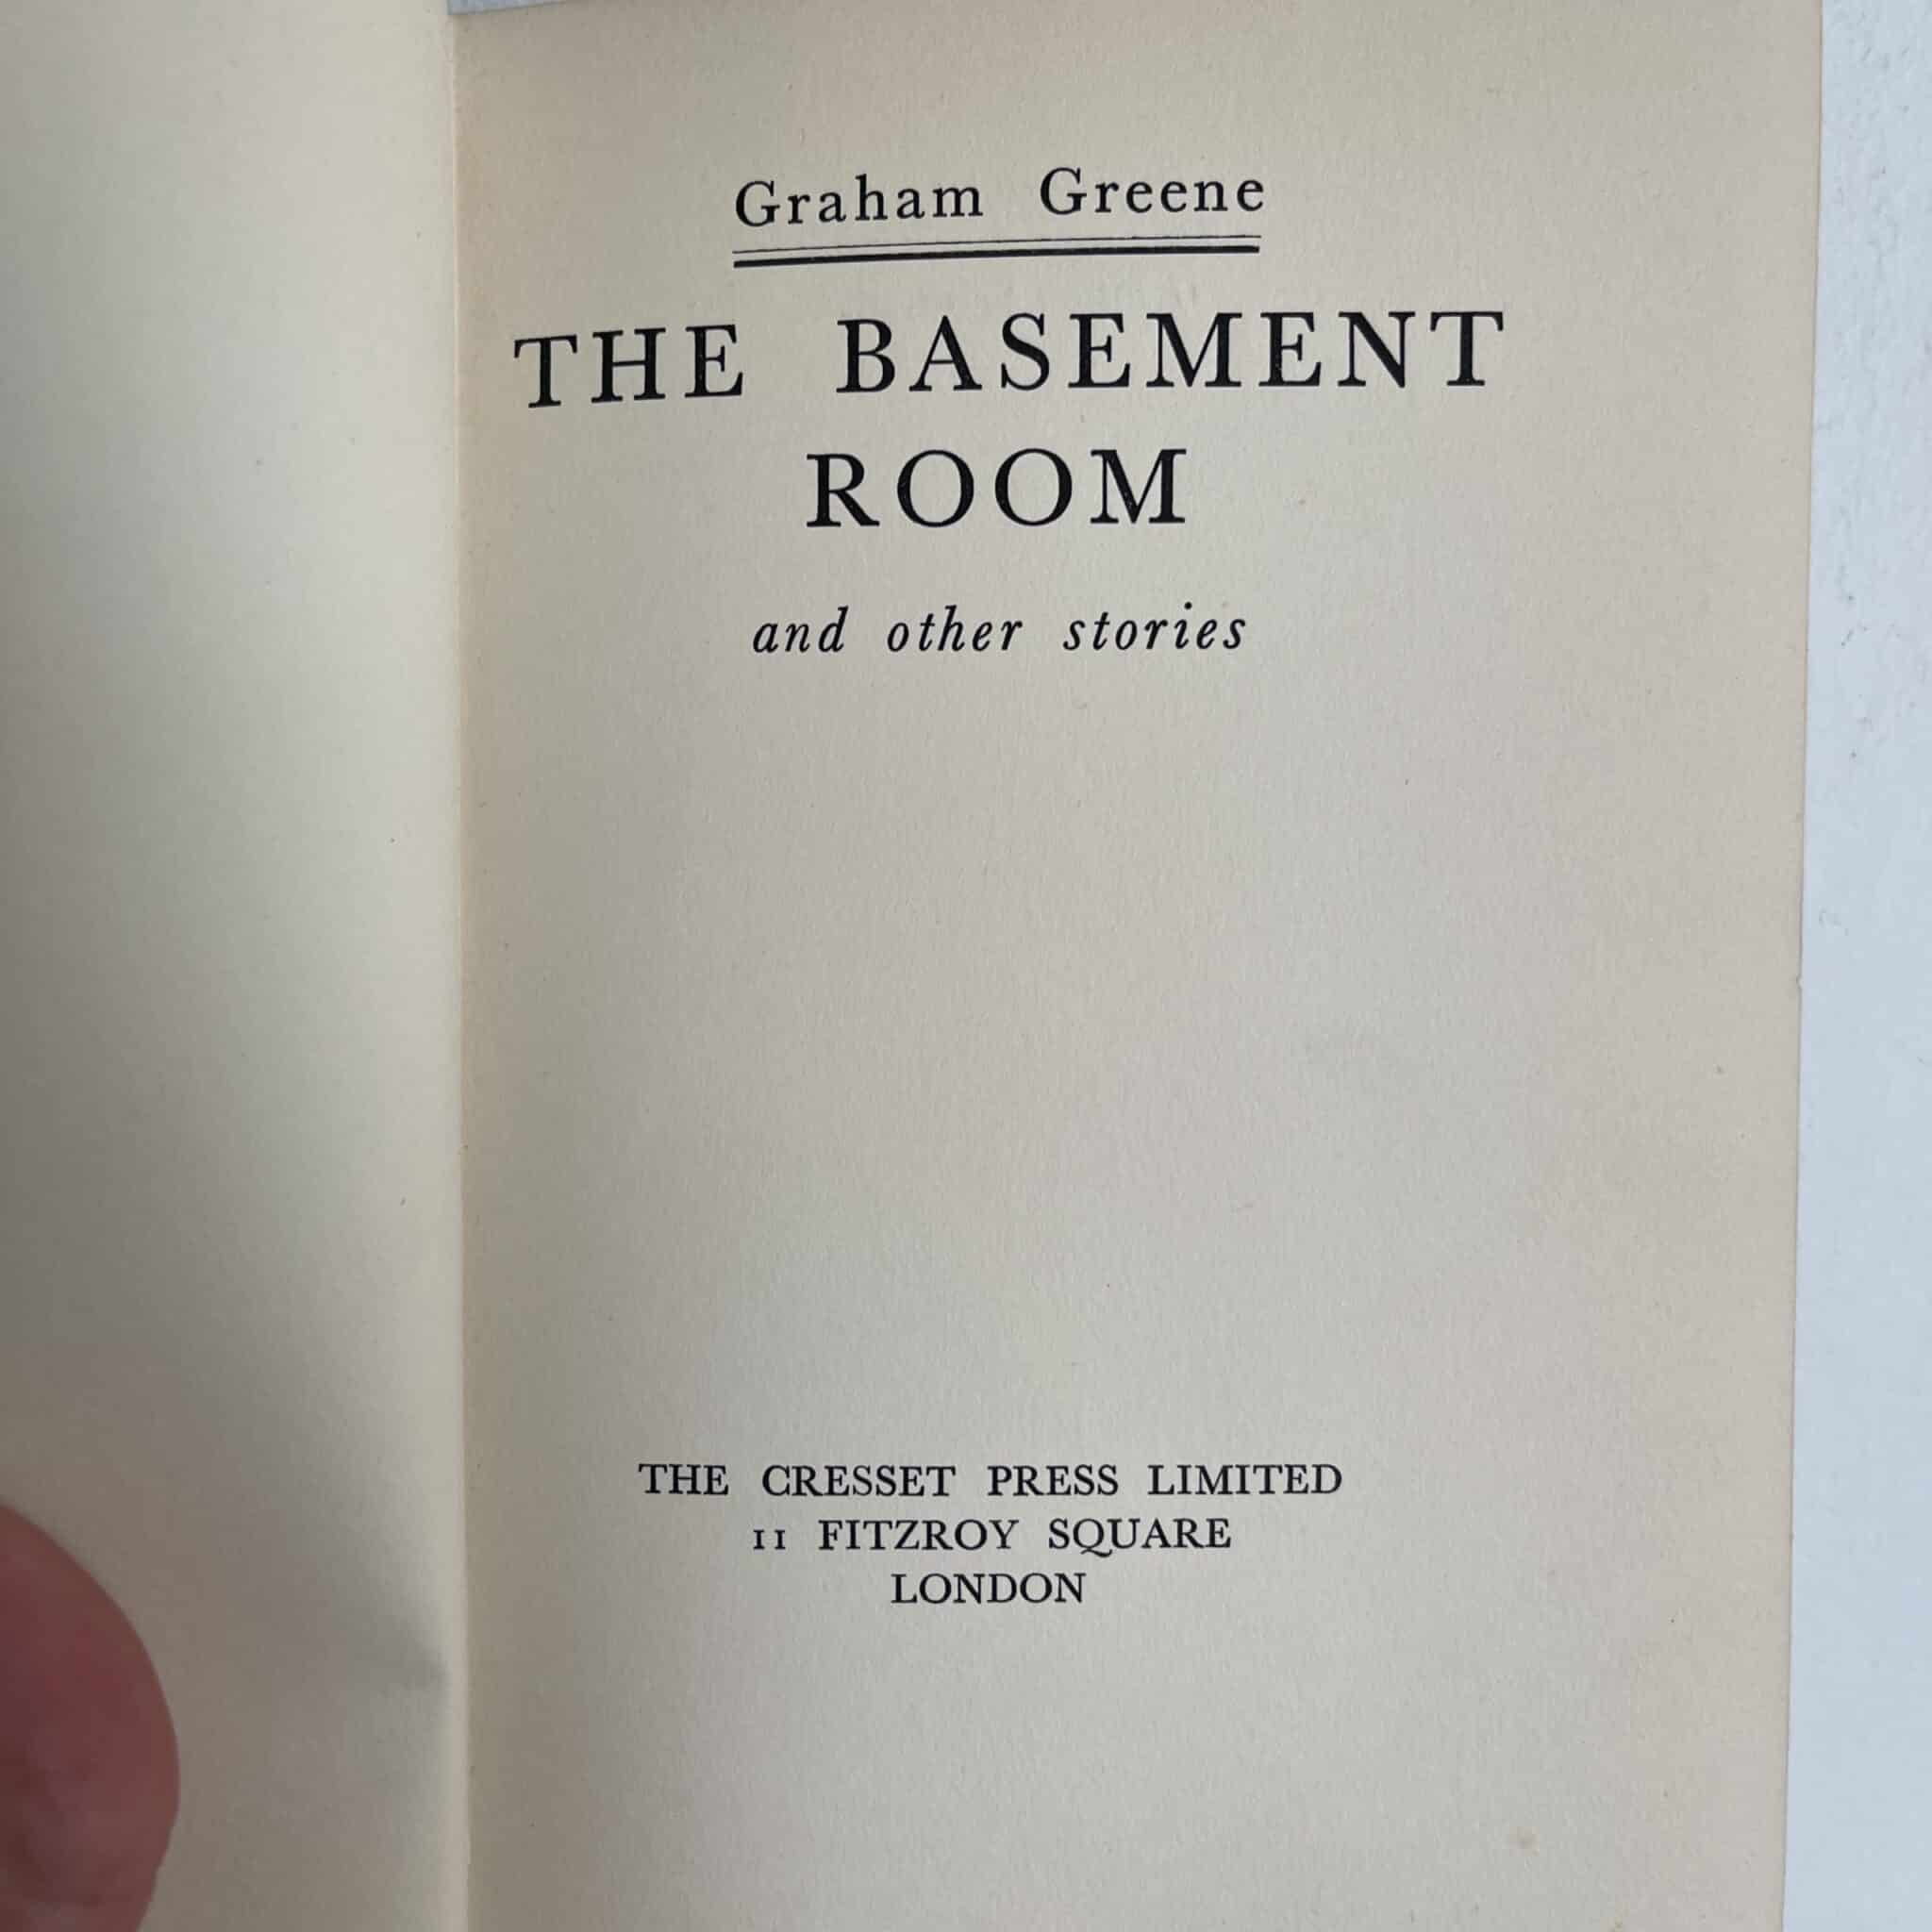 Graham Greene
THE BASEMENT
ROOM
and other stories
THE CRESSET PRESS LIMITED
11 FITZROY SQUARE
LONDON